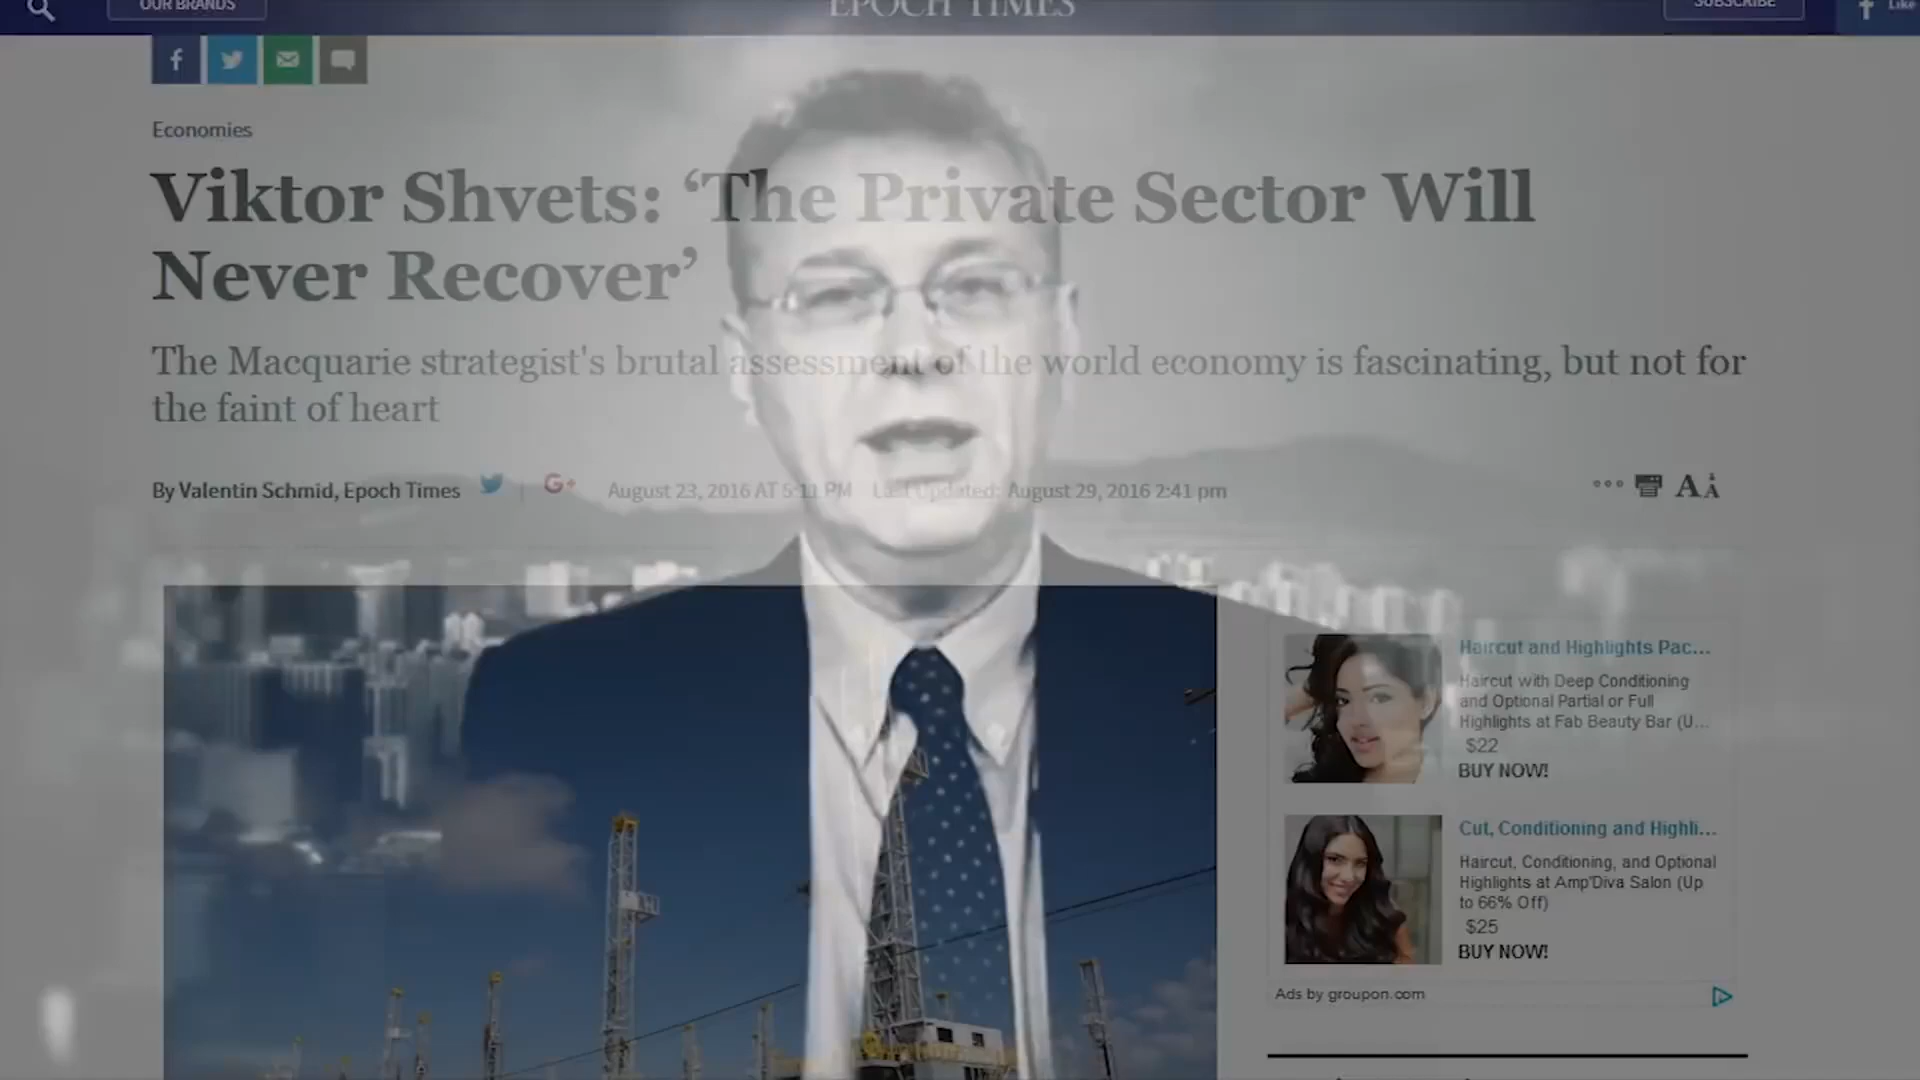 OUR BRANDS
EPOCH TIMES
SUBSCRIBE
Like
Economies
Viktor Shvets: ‘The Private Sector Will
Never Recover’
The Macquarie strategist's brutal assessment of the world economy is fascinating, but not for
the faint of heart
By Valentin Schmid, Epoch Times
G+
August 23, 2016 AT 5:11 PM Last Updated: August 29, 2016 2:41 pm
Haircut and Highlights Pac...
Haircut with Deep Conditioning
and Optional Partial or Full
Highlights at Fab Beauty Bar (U...
$22
BUY NOW!
Cut, Conditioning and Highli...
Haircut, Conditioning, and Optional
Highlights at Amp'Diva Salon (Up
to 66% Off)
$25
BUY NOW!
Ads by groupon.com